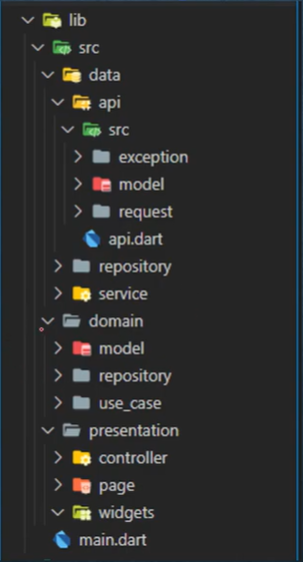 lib
src
data
api
src
exception
model
request
api.dart
repository
service
domain
model
repository
use_case
presentation
controller
page
widgets
main.dart